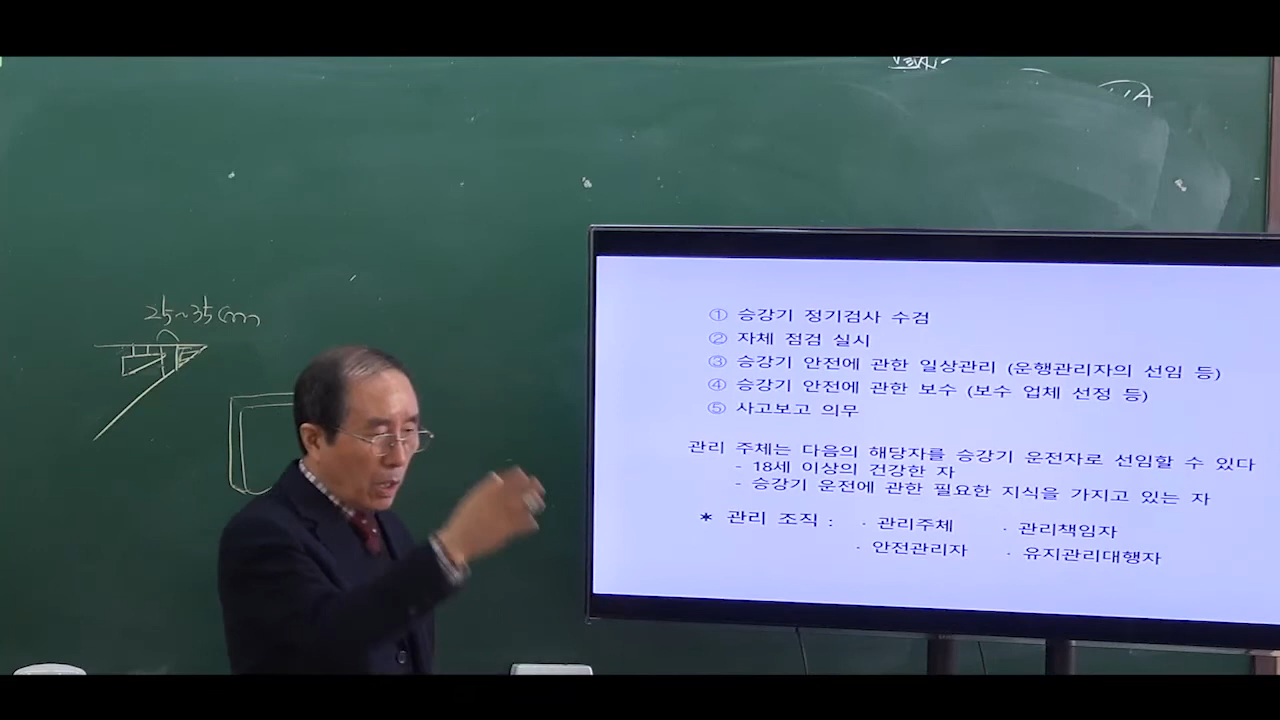 25~35cm
① 승강기 정기검사 수검
② 자체 점검 실시
③ 승강기 안전에 관한 일상관리 (운행관리자의 선임 등)
④ 승강기 안전에 관한 보수 (보수 업체 선정 등)
⑤ 사고보고 의무
관리 주체는 다음의 해당자를 승강기 운전자로 선임할 수 있다
- 18세 이상의 건강한 자
- 승강기 운전에 관한 필요한 지식을 가지고 있는 자
* 관리 조직 : · 관리주체 · 관리책임자
· 안전관리자 · 유지관리대행자